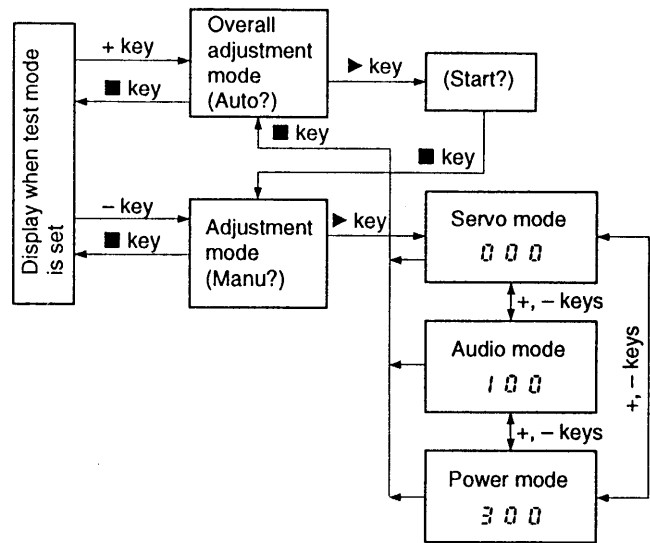 Display when test mode
is set
+ key
■ key
Overall
adjustment
mode
(Auto?)
► key
(Start?)
■ key
■ key
– key
■ key
Adjustment
mode
(Manu?)
► key
Servo mode
000
+, – keys
Audio mode
100
+, – keys
Power mode
300
+, – keys